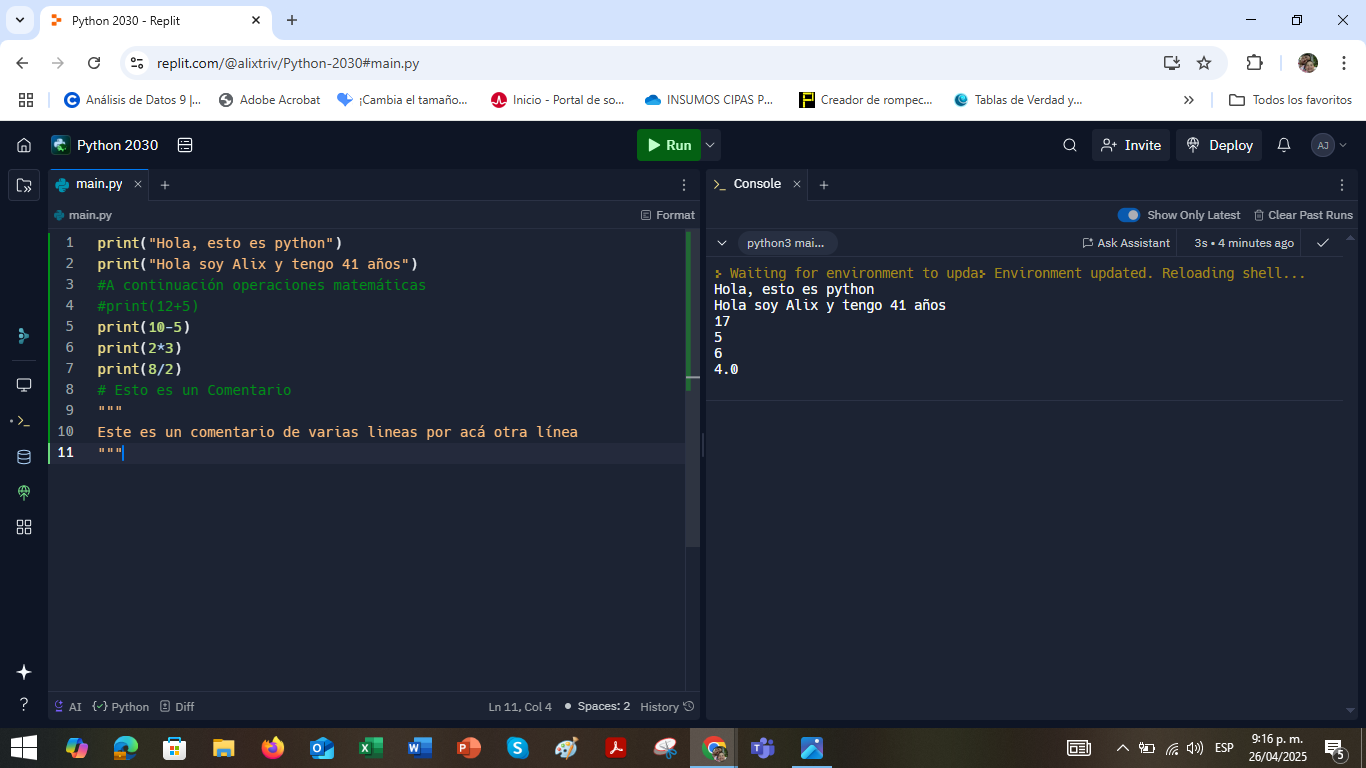 Python 2030 - Replit
replit.com/@alixtriv/Python-2030#main.py
Análisis de Datos 9 |... Adobe Acrobat ¡Cambia el tamaño... Inicio - Portal de so... INSUMOS CIPAS P... Creador de rompec... Tablas de Verdad y... Todos los favoritos
Python 2030 Run Invite Deploy AJ
main.py
main.py Format
1 print("Hola, esto es python")
2 print("Hola soy Alix y tengo 41 años")
3 #A continuación operaciones matemáticas
4 #print(12+5)
5 print(10-5)
6 print(2*3)
7 print(8/2)
8 # Esto es un Comentario
9 """
10 Este es un comentario de varias lineas por acá otra línea
11 """
AI Python Diff Ln 11, Col 4 Spaces: 2 History
Console
Show Only Latest Clear Past Runs
python3 mai... Ask Assistant 3s • 4 minutes ago
Waiting for environment to upda Environment updated. Reloading shell...
Hola, esto es python
Hola soy Alix y tengo 41 años
17
5
6
4.0
ESP 9:16 p. m.
26/04/2025 5